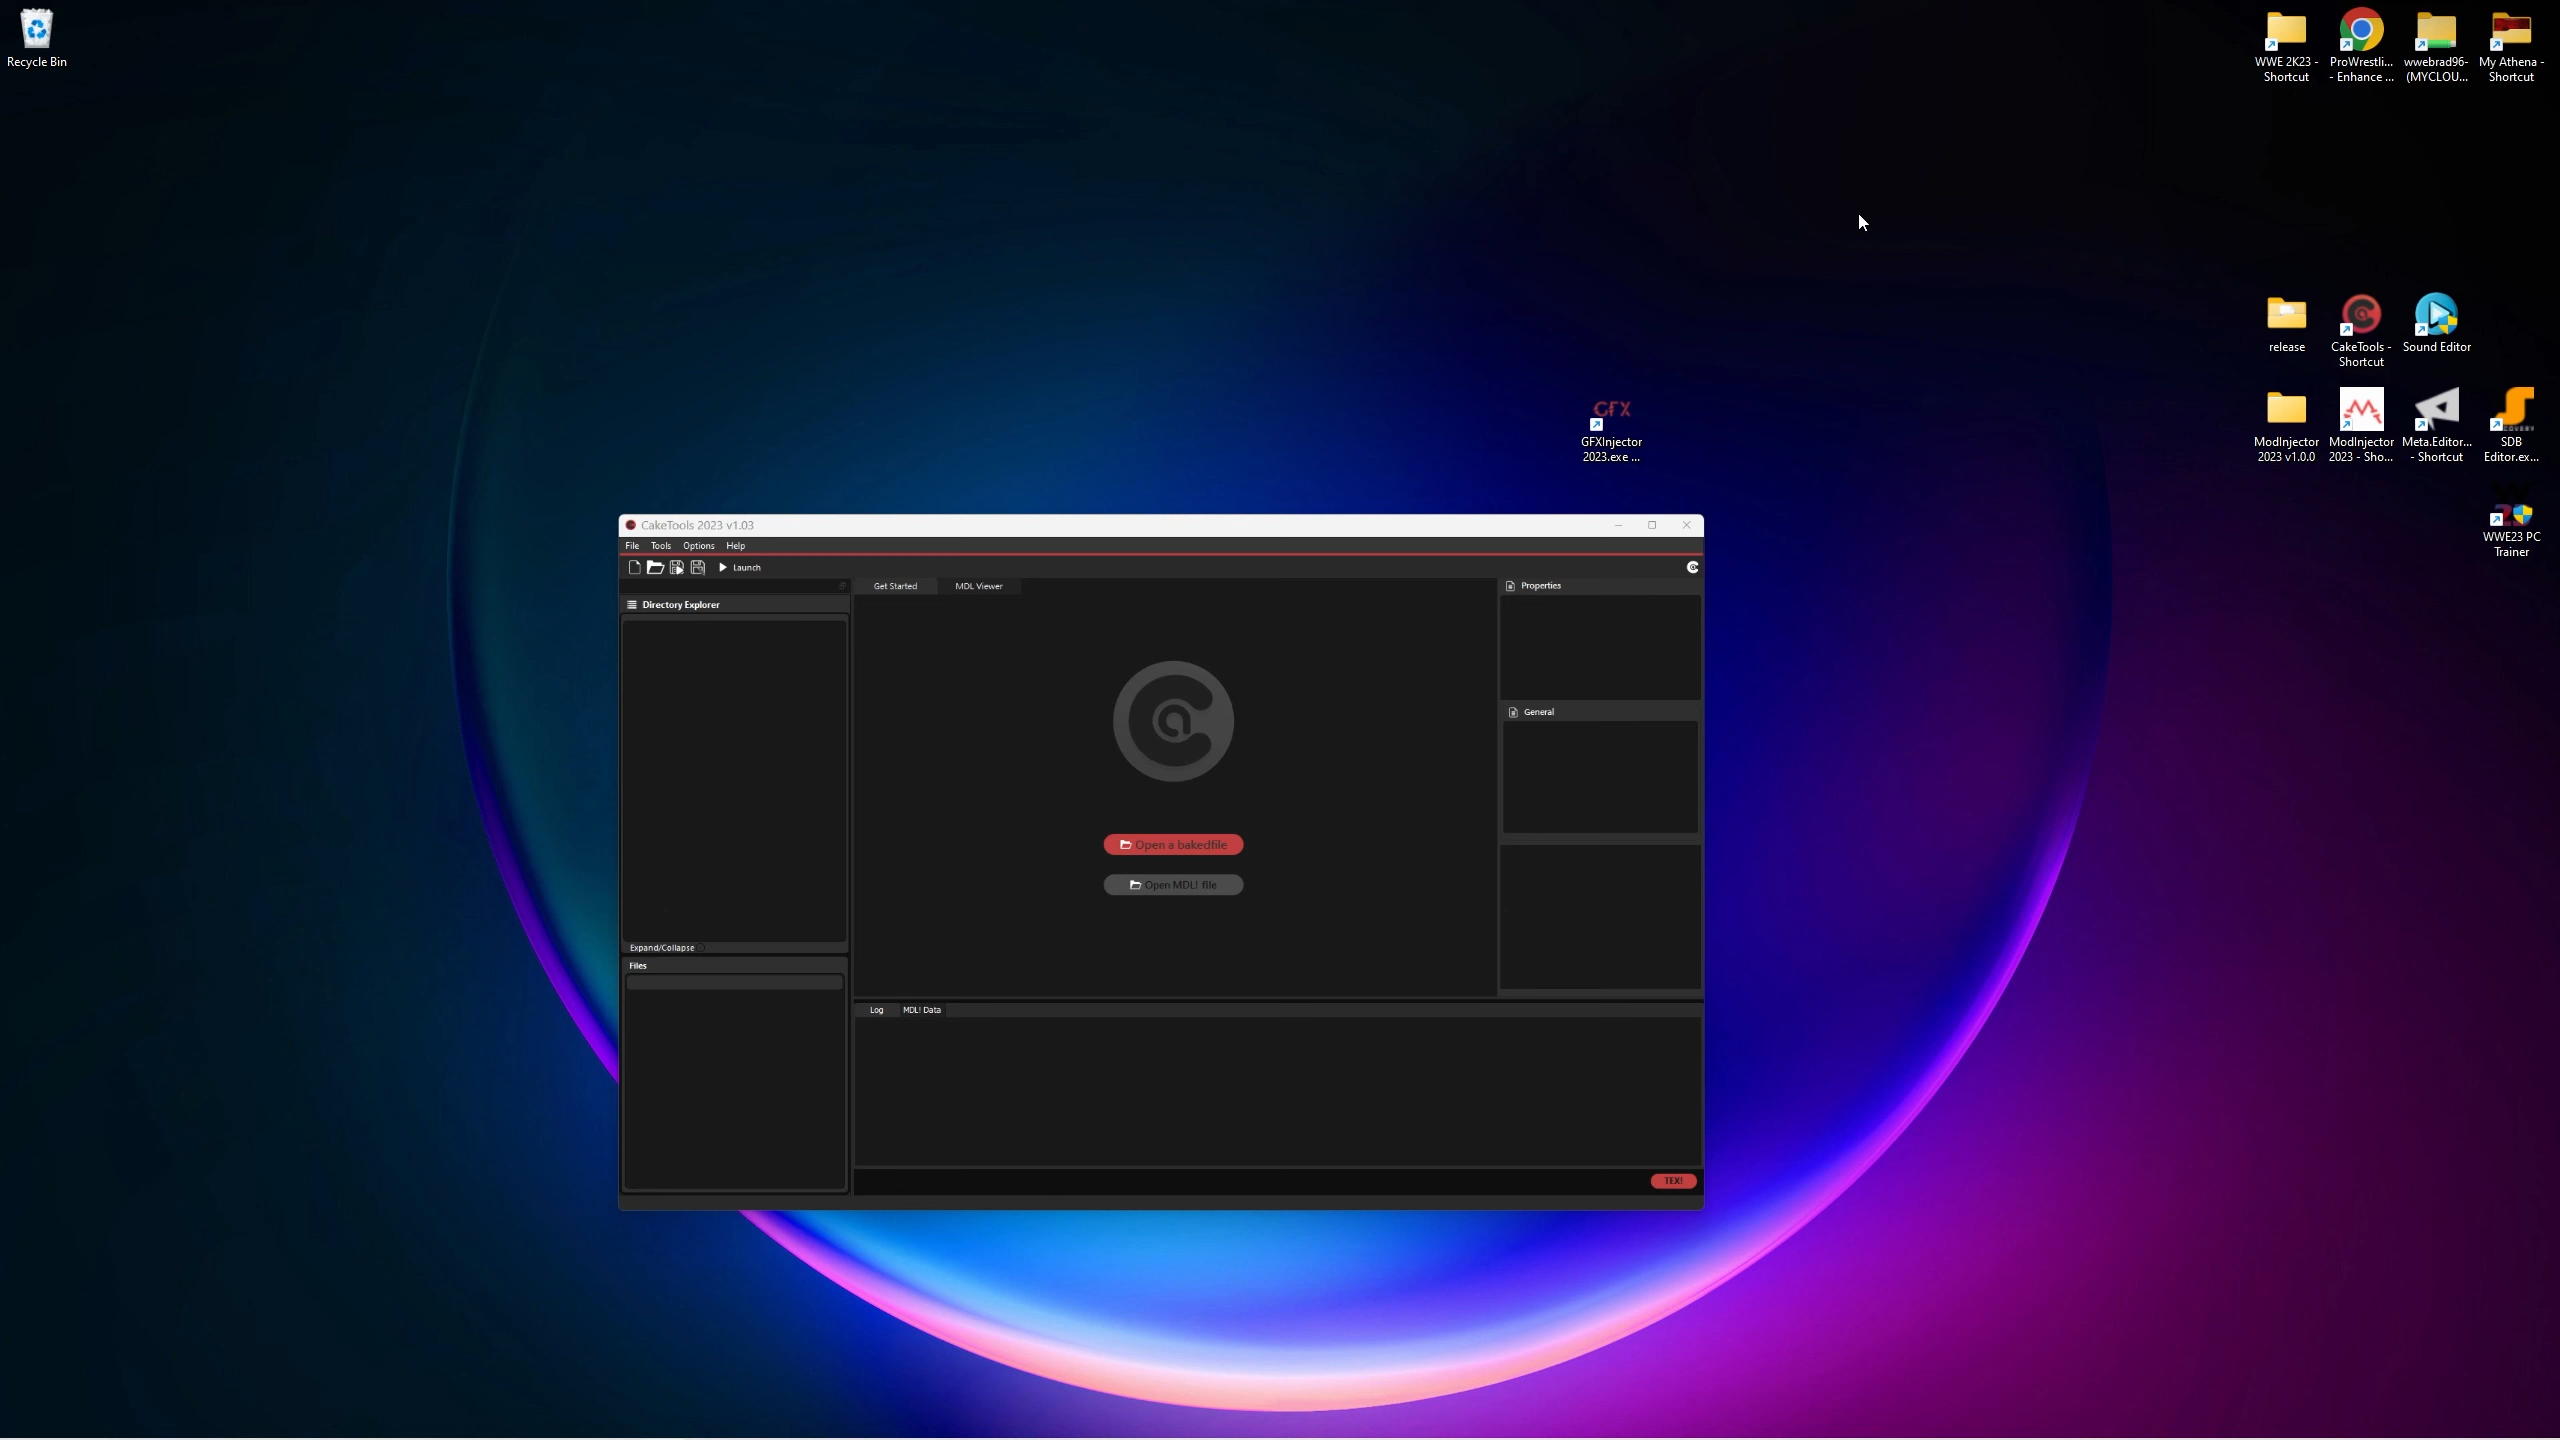 Recycle Bin
WWE 2K23 -
Shortcut
ProWrestli...
- Enhance ...
wwebrad96-
(MYCLOU...
My Athena -
Shortcut
release
CakeTools -
Shortcut
Sound Editor
GFX
GFXInjector
2023.exe ...
ModInjector
2023 v1.0.0
ModInjector
2023 - Sho...
Meta.Editor...
- Shortcut
SDB
Editor.ex...
WWE23 PC
Trainer
CakeTools 2023 v1.03
File Tools Options Help
Launch
Get Started MDL Viewer
Properties
Directory Explorer
General
Open a bakedfile
Open MDL! file
Expand/Collapse
Files
Log MDL! Data
TEX!